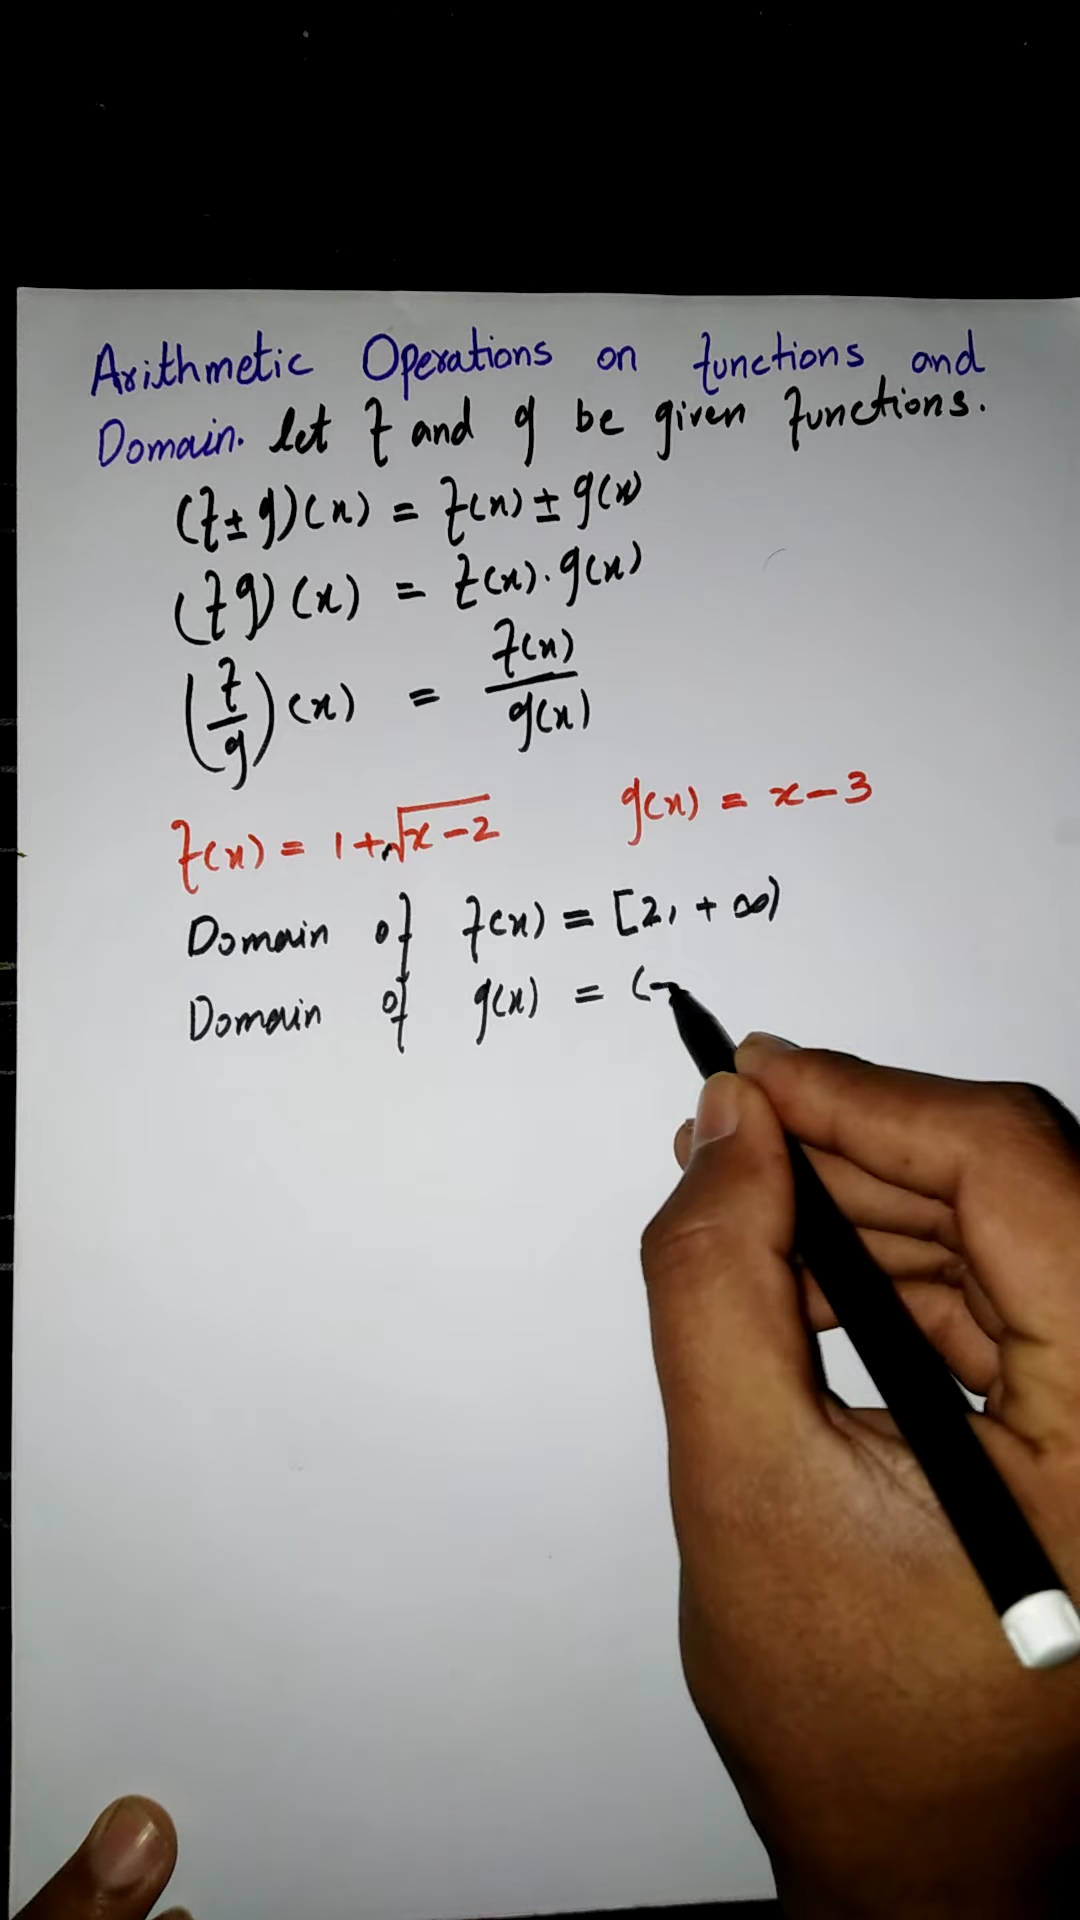 Arithmetic Operations on functions and
Domain. let f and g be given functions.
(f ± g)(x) = f(x) ± g(x)
(fg)(x) = f(x) . g(x)
(f/g)(x) = f(x)/g(x)
f(x) = 1 + √(x-2) g(x) = x - 3
Domain of f(x) = [2, + ∞)
Domain of g(x) = (-